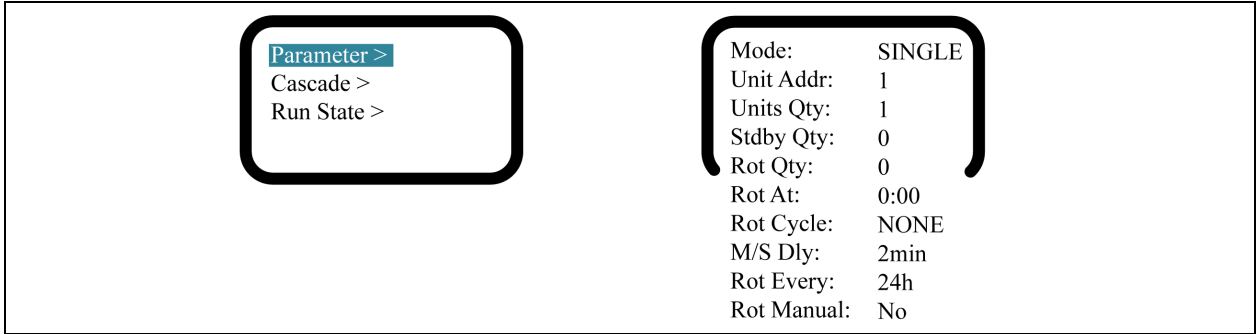 Parameter >
Cascade >
Run State >
Mode: SINGLE
Unit Addr: 1
Units Qty: 1
Stdby Qty: 0
Rot Qty: 0
Rot At: 0:00
Rot Cycle: NONE
M/S Dly: 2min
Rot Every: 24h
Rot Manual: No